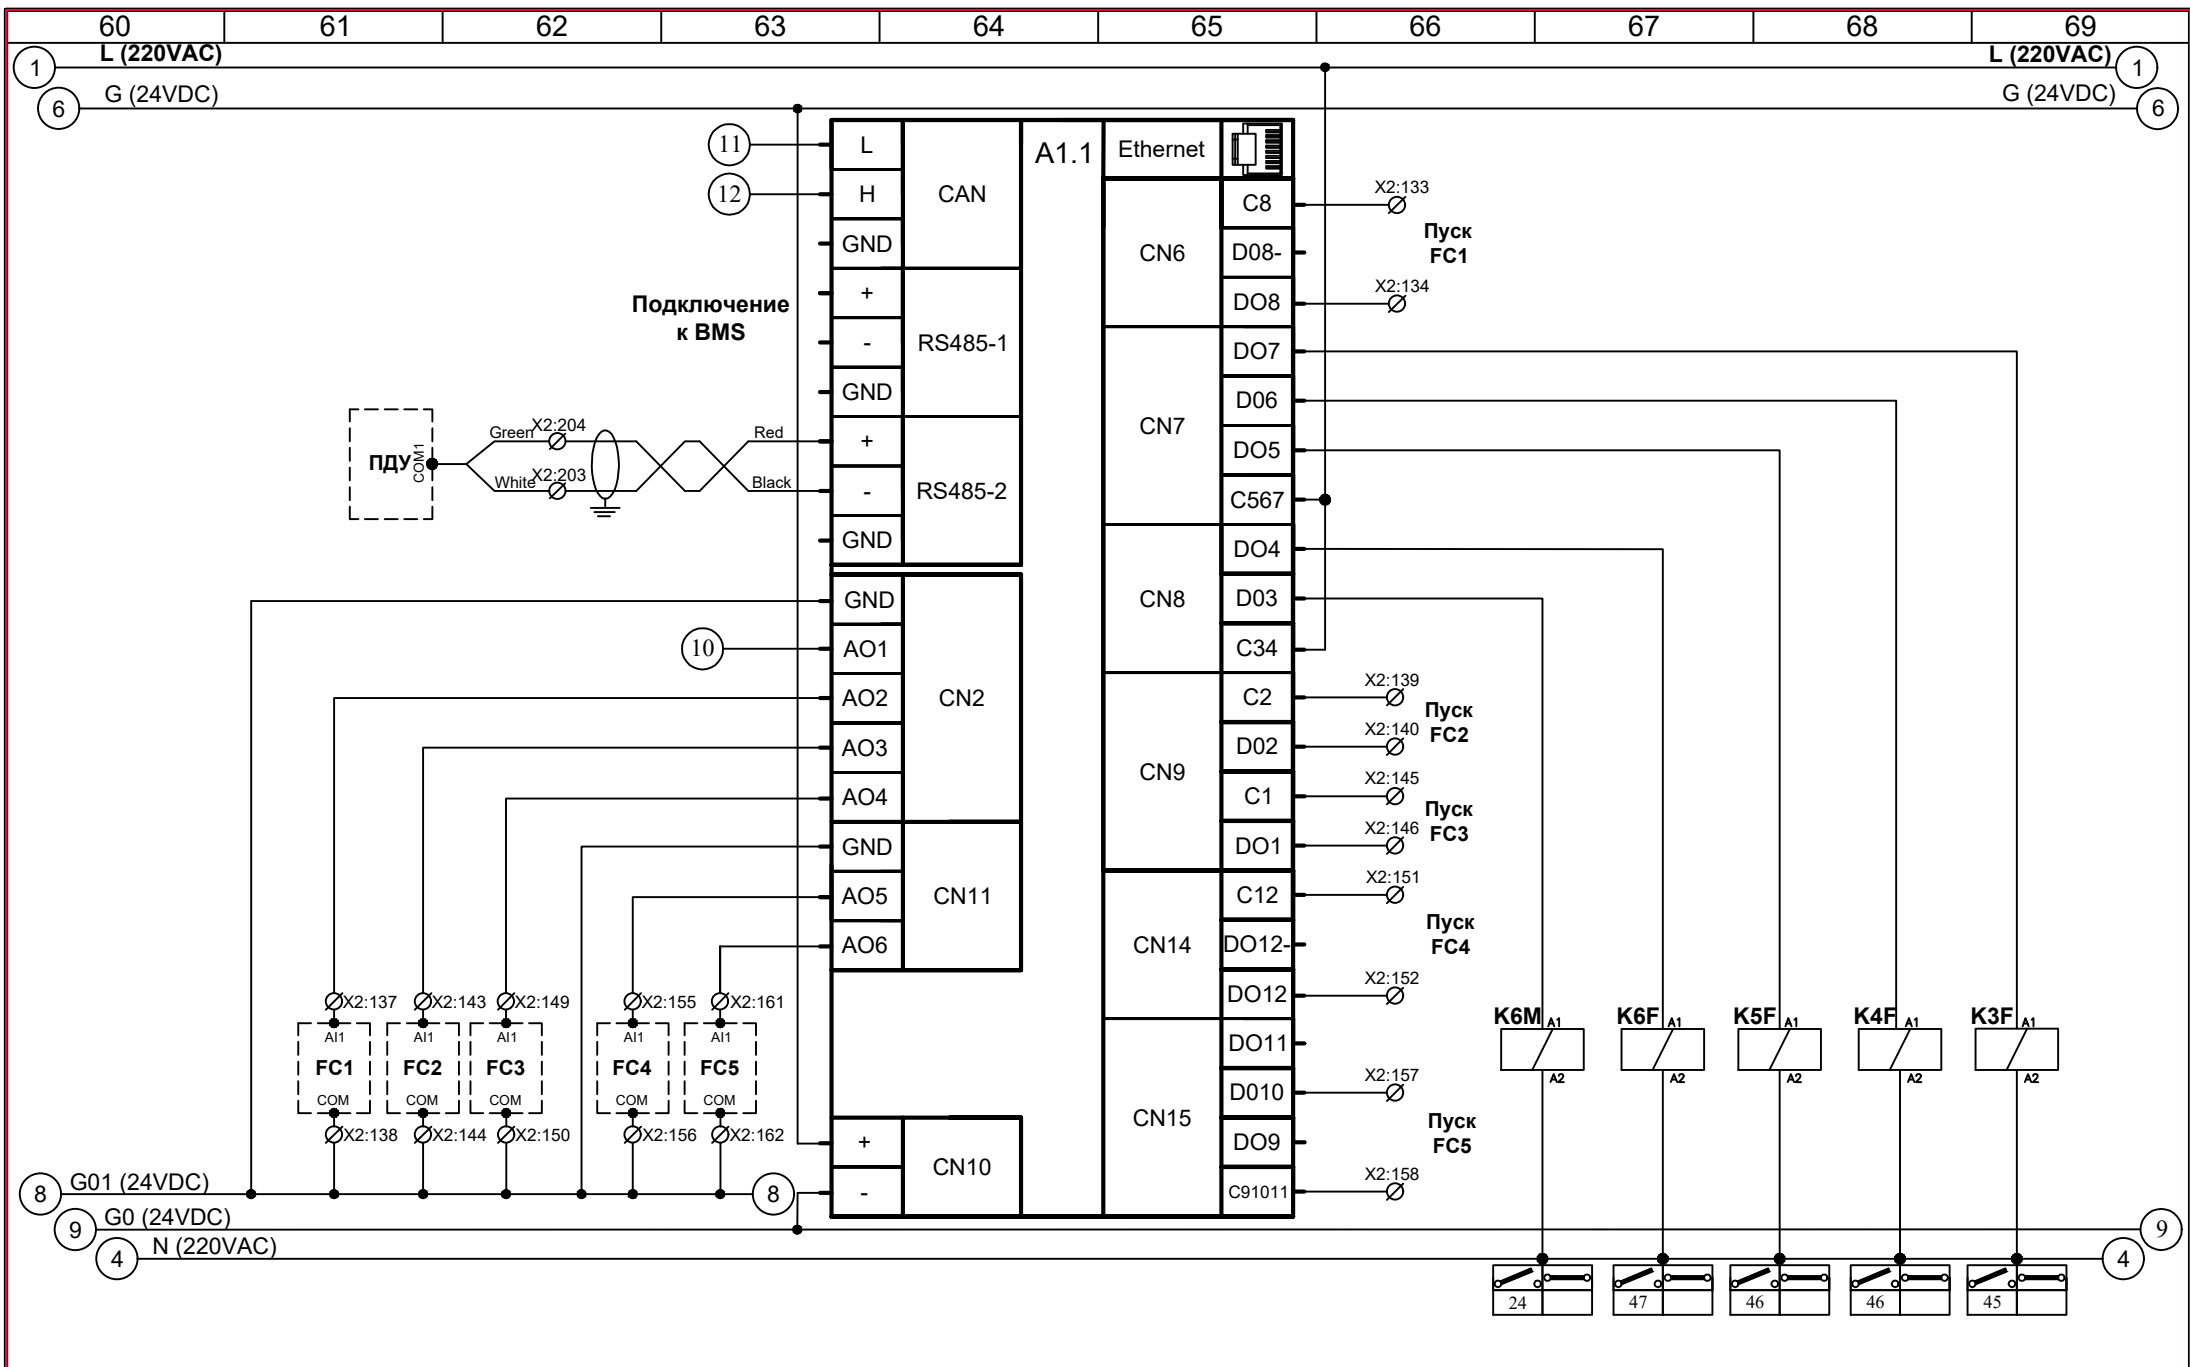 60 61 62 63 64 65 66 67 68 69
L (220VAC) L (220VAC)
1 1
G (24VDC) G (24VDC)
6 6
11 L A1.1 Ethernet
12 H CAN
GND
C8 X2:133
Пуск
FC1
CN6 D08-
DO8 X2:134
Подключение
к BMS
+
- RS485-1
GND
DO7
D06
CN7
DO5
C567
ПДУ COM1
Green X2:204 Red +
White X2:203 Black - RS485-2
GND
DO4
CN8 D03
C34
GND
10 AO1
AO2 CN2
AO3
AO4
C2 X2:139
Пуск
FC2
D02 X2:140
CN9
C1 X2:145
Пуск
FC3
DO1 X2:146
GND
AO5 CN11
AO6
C12 X2:151
Пуск
FC4
CN14 DO12-
DO12 X2:152
X2:137 X2:143 X2:149 X2:155 X2:161
AI1 AI1 AI1 AI1 AI1
FC1 FC2 FC3 FC4 FC5
COM COM COM COM COM
X2:138 X2:144 X2:150 X2:156 X2:162
DO11
D010 X2:157
CN15
Пуск
FC5
DO9
C91011 X2:158
K6M A1 K6F A1 K5F A1 K4F A1 K3F A1
A2 A2 A2 A2 A2
+
- CN10
8 G01 (24VDC) 8
9 G0 (24VDC) 9
4 N (220VAC) 4
24 47 46 46 45